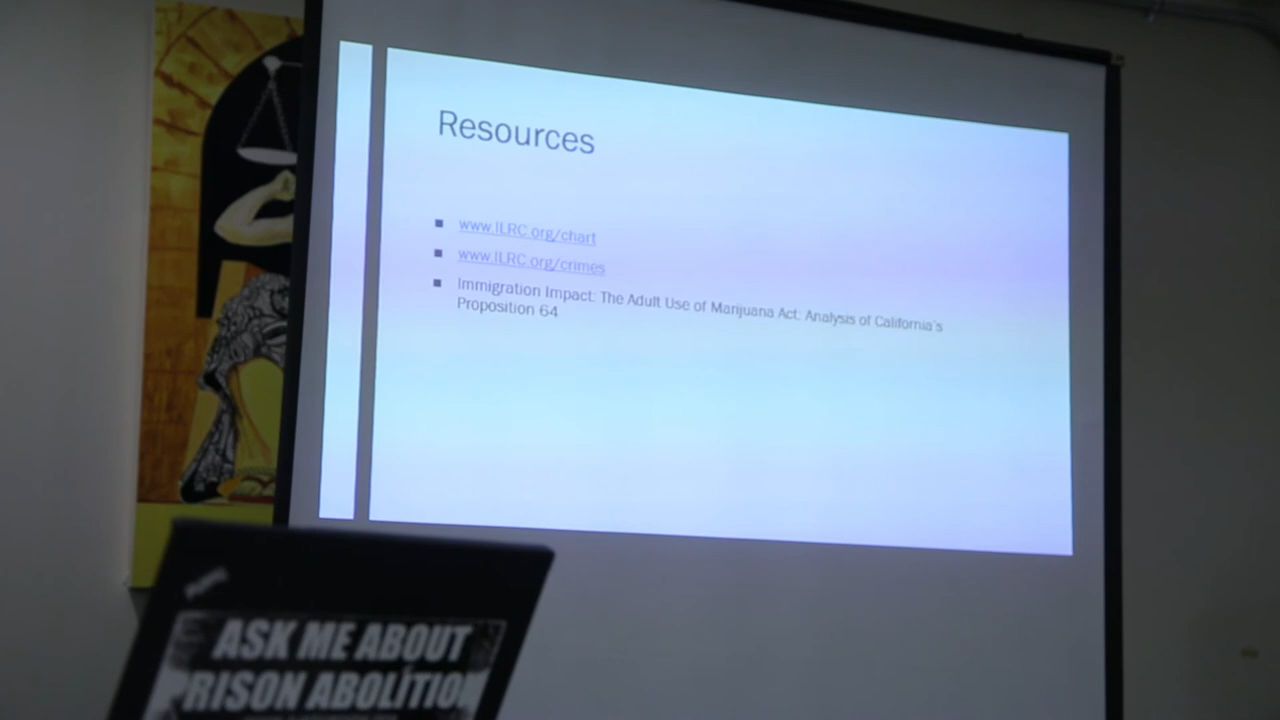 Resources
www.ILRC.org/chart
www.ILRC.org/crimes
Immigration Impact: The Adult Use of Marijuana Act: Analysis of California's
Proposition 64
ASK ME ABOUT
PRISON ABOLITION